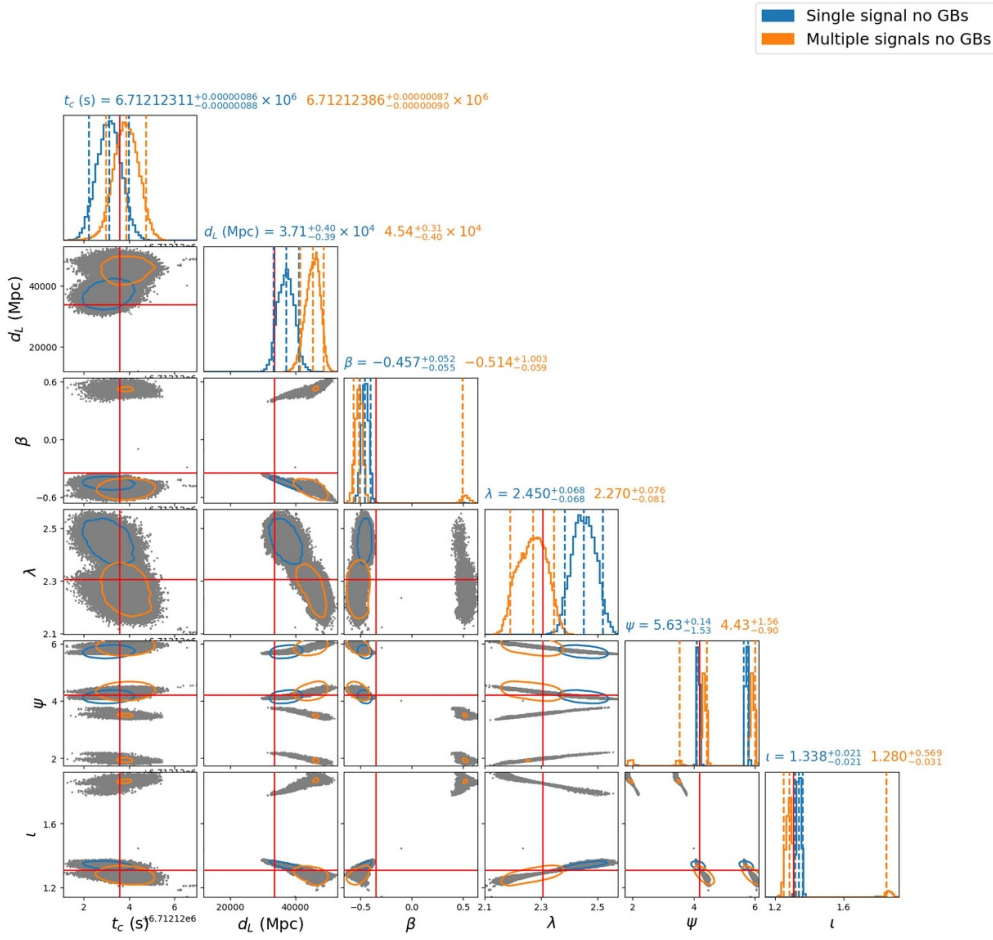 Single signal no GBs
Multiple signals no GBs
t_c (s) = 6.71212311^{+0.00000086}_{-0.00000088} × 10^6 6.71212386^{+0.00000087}_{-0.00000090} × 10^6
d_L (Mpc) = 3.71^{+0.40}_{-0.39} × 10^4 4.54^{+0.31}_{-0.40} × 10^4
d_L (Mpc)
40000
20000
β = −0.457^{+0.052}_{-0.055} −0.514^{+1.003}_{-0.059}
β
0.6
0.0
−0.6
λ = 2.450^{+0.068}_{-0.068} 2.270^{+0.076}_{-0.081}
λ
2.5
2.3
2.1
ψ = 5.63^{+0.14}_{-1.53} 4.43^{+1.56}_{-0.90}
ψ
6
4
2
ι = 1.338^{+0.021}_{-0.021} 1.280^{+0.569}_{-0.031}
ι
1.6
1.2
2 4 6 20000 40000 −0.5 0.5 2.1 2.3 2.5 2 4 6 1.2 1.6
t_c (s) +6.71212e6 d_L (Mpc) β λ ψ ι